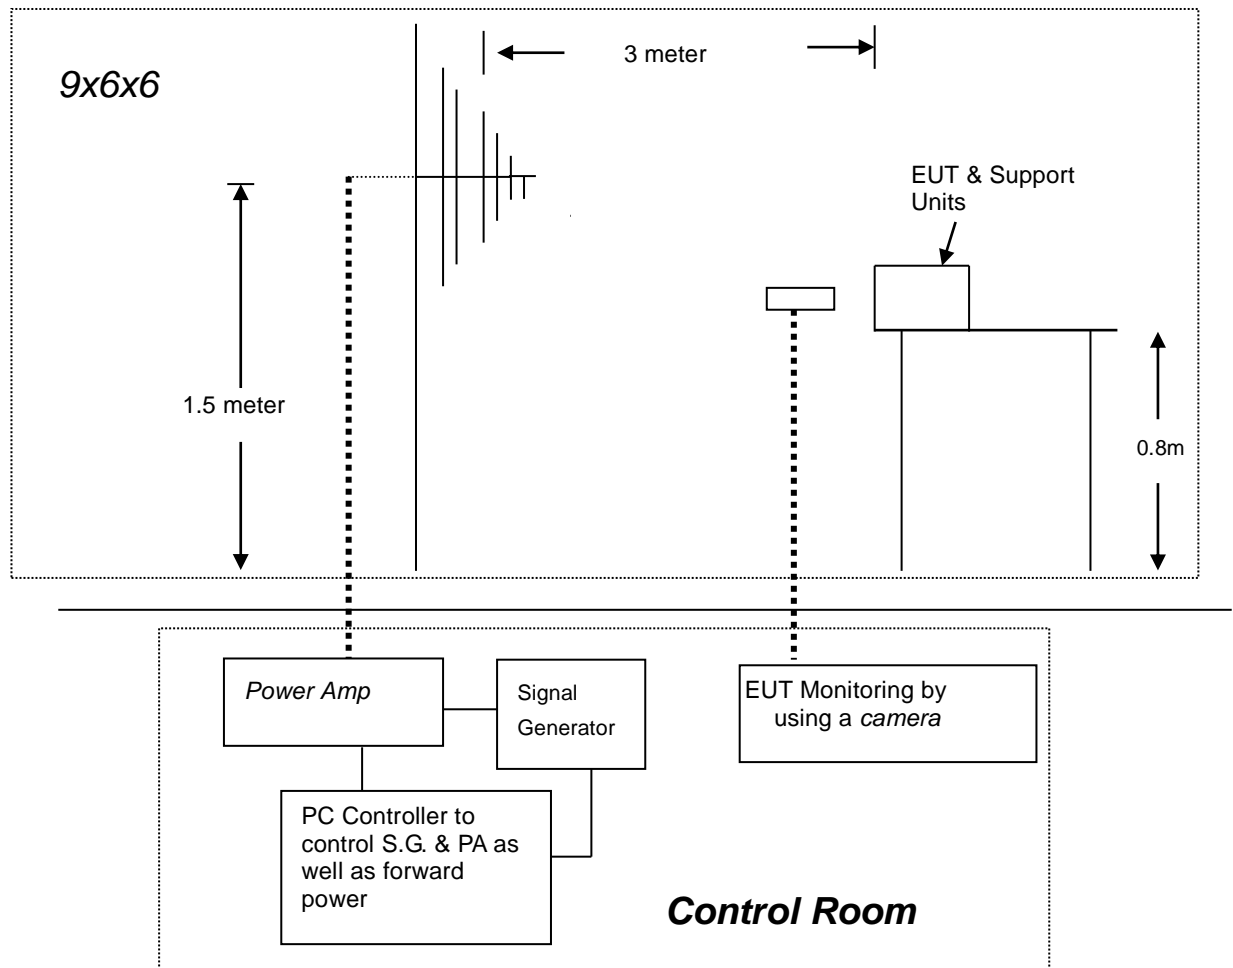 3 meter
9x6x6
EUT & Support
Units
1.5 meter
0.8m
Power Amp
Signal
Generator
EUT Monitoring by
using a camera
PC Controller to
control S.G. & PA as
well as forward
power
Control Room